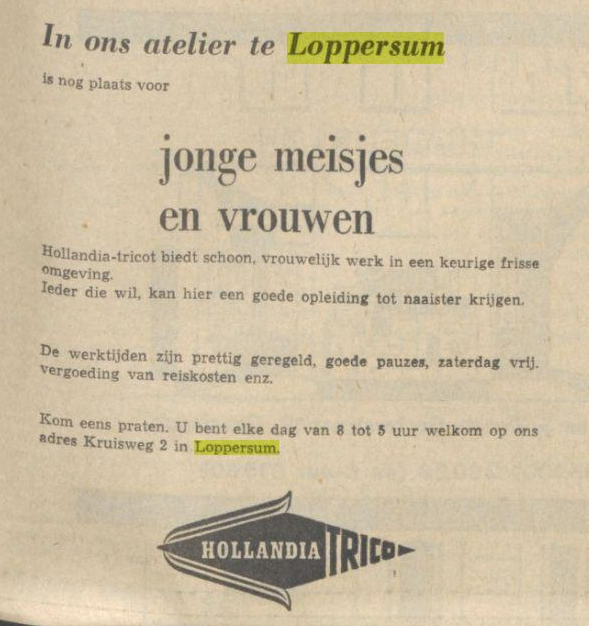 In ons atelier te Loppersum
is nog plaats voor
jonge meisjes
en vrouwen
Hollandia-tricot biedt schoon, vrouwelijk werk in een keurige frisse
omgeving.
Ieder die wil, kan hier een goede opleiding tot naaister krijgen.
De werktijden zijn prettig geregeld, goede pauzes, zaterdag vrij.
vergoeding van reiskosten enz.
Kom eens praten. U bent elke dag van 8 tot 5 uur welkom op ons
adres Kruisweg 2 in Loppersum.
HOLLANDIA TRICO